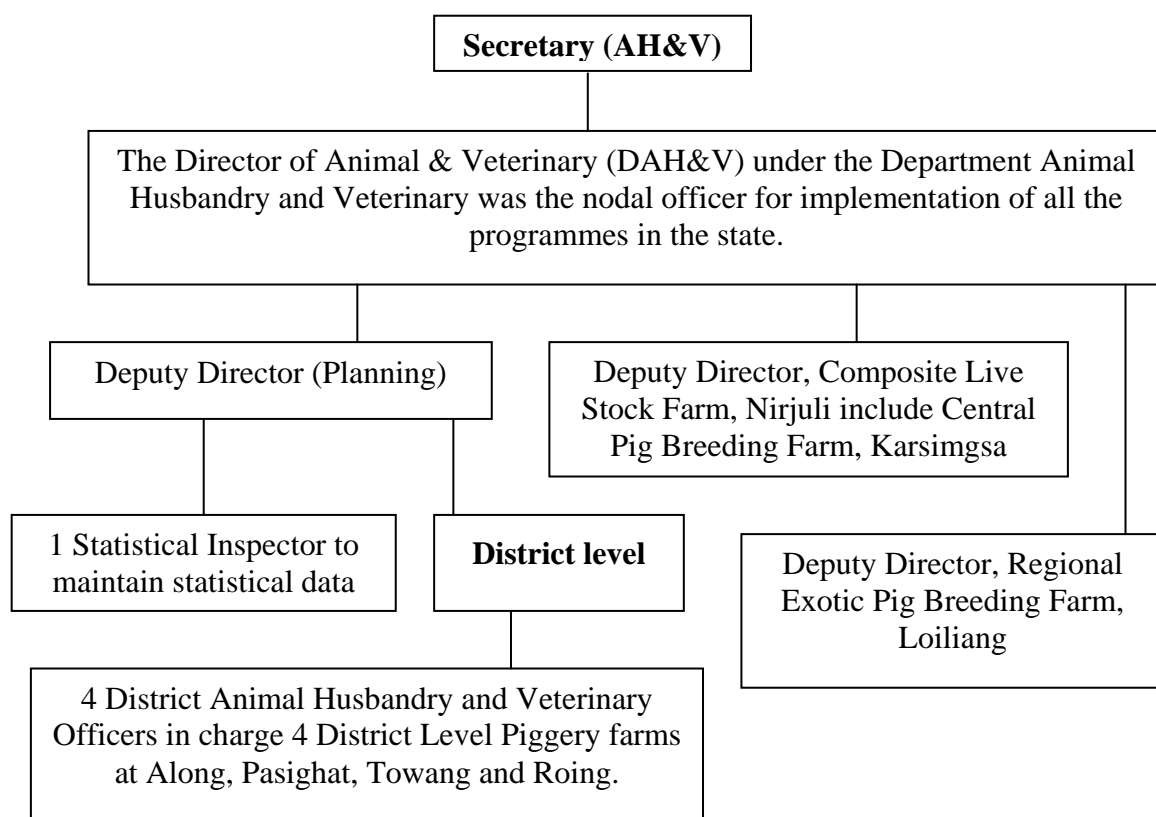 Secretary (AH&V)
The Director of Animal & Veterinary (DAH&V) under the Department Animal
Husbandry and Veterinary was the nodal officer for implementation of all the
programmes in the state.
Deputy Director (Planning)
Deputy Director, Composite Live
Stock Farm, Nirjuli include Central
Pig Breeding Farm, Karsimgsa
1 Statistical Inspector to
maintain statistical data
District level
Deputy Director, Regional
Exotic Pig Breeding Farm,
Loiliang
4 District Animal Husbandry and Veterinary
Officers in charge 4 District Level Piggery farms
at Along, Pasighat, Towang and Roing.